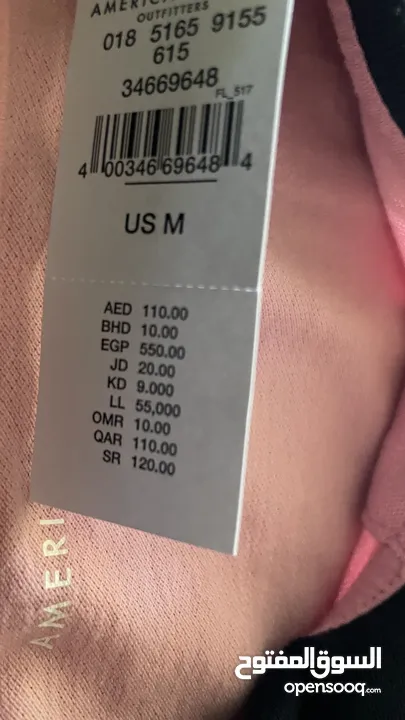 OUTFITTERS
018 5165 9155
615
34669648
FL_517
4 00346 69648 4
US M
AED 110.00
BHD 10.00
EGP 550.00
JD 20.00
KD 9.000
LL 55,000
OMR 10.00
QAR 110.00
SR 120.00
AMERI
السوق المفتوح
opensooq.com